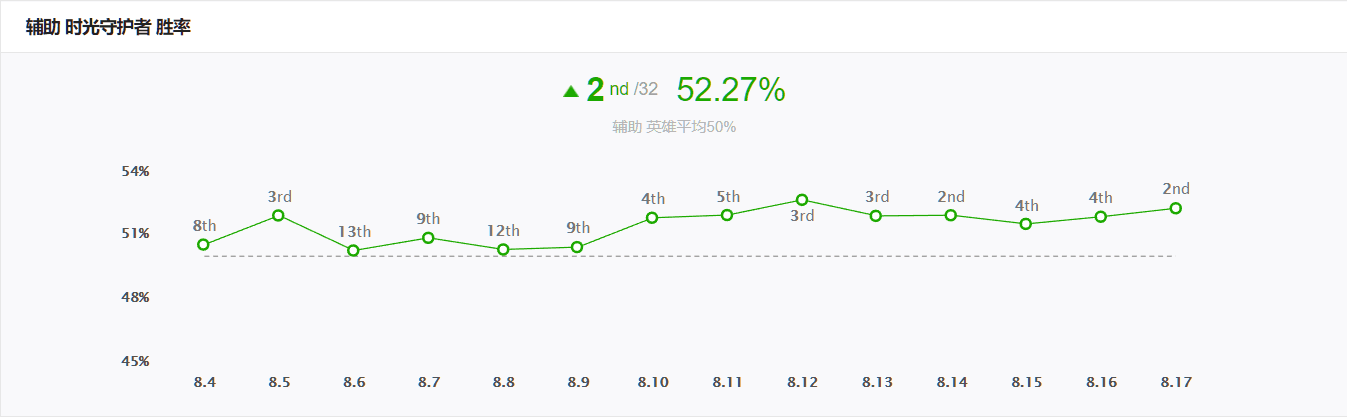 辅助 时光守护者 胜率
2 nd /32 52.27%
辅助 英雄平均50%
54%
51%
48%
45%
8th
3rd
13th
9th
12th
9th
4th
5th
3rd
3rd
2nd
4th
4th
2nd
8.4 8.5 8.6 8.7 8.8 8.9 8.10 8.11 8.12 8.13 8.14 8.15 8.16 8.17